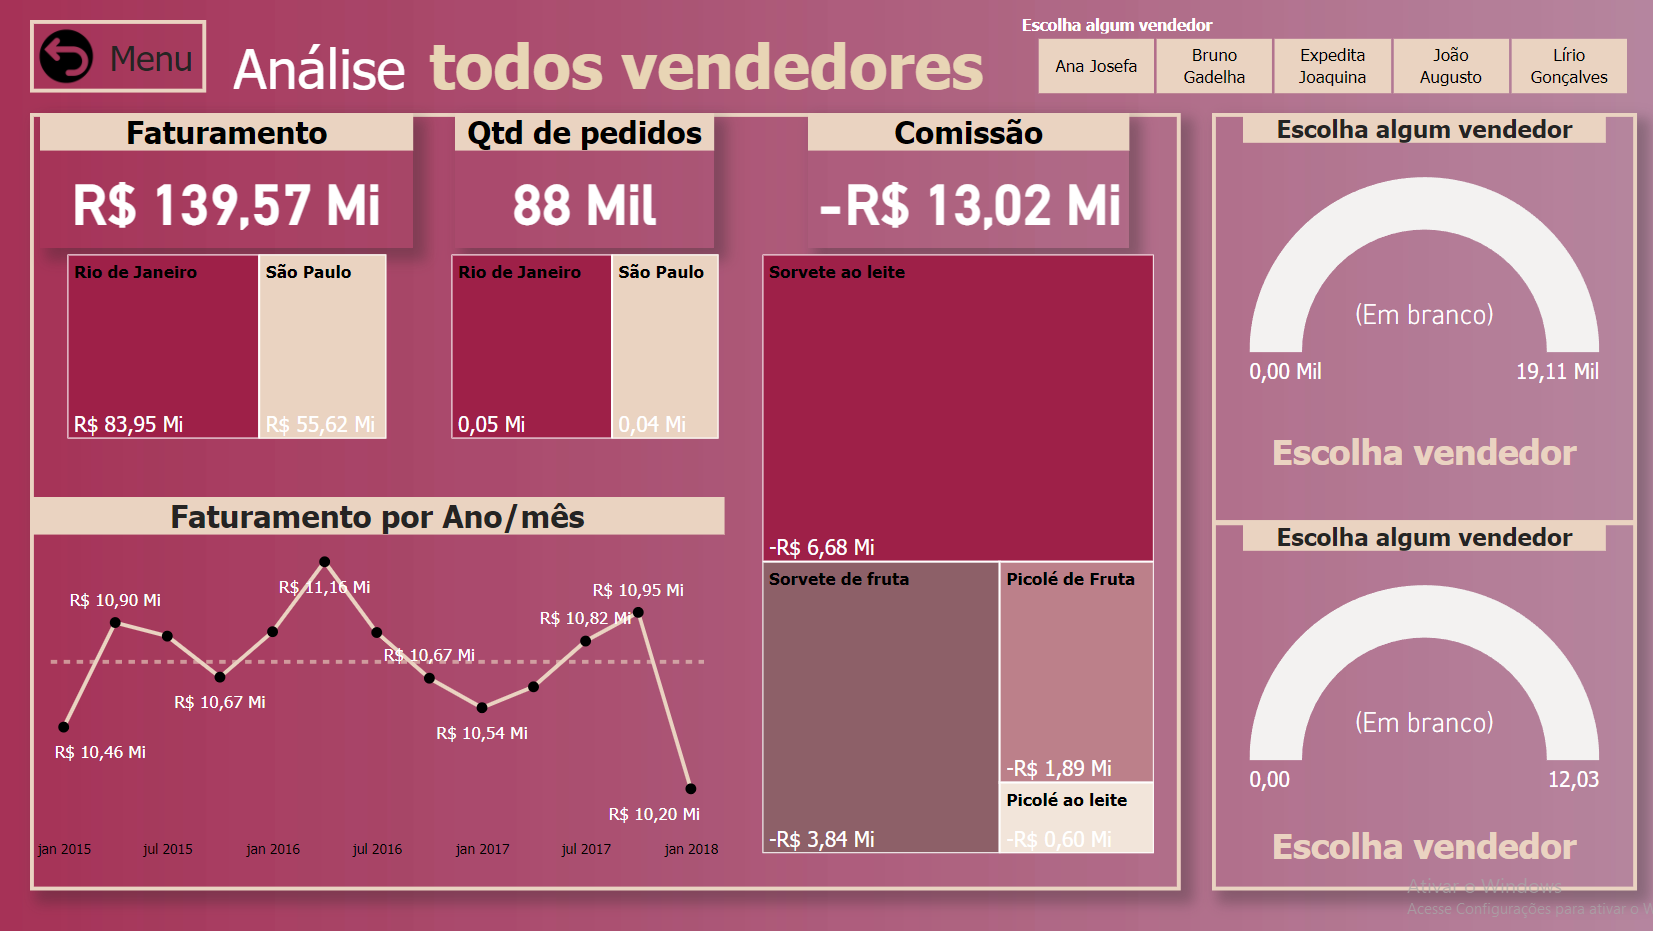 Menu
Análise todos vendedores
Escolha algum vendedor
Ana Josefa
Bruno
Gadelha
Expedita
Joaquina
João
Augusto
Lírio
Gonçalves
Faturamento
R$ 139,57 Mi
Rio de Janeiro
R$ 83,95 Mi
São Paulo
R$ 55,62 Mi
Qtd de pedidos
88 Mil
Rio de Janeiro
0,05 Mi
São Paulo
0,04 Mi
Comissão
-R$ 13,02 Mi
Sorvete ao leite
-R$ 6,68 Mi
Sorvete de fruta
-R$ 3,84 Mi
Picolé de Fruta
-R$ 1,89 Mi
Picolé ao leite
-R$ 0,60 Mi
Faturamento por Ano/mês
R$ 10,46 Mi
R$ 10,90 Mi
R$ 10,67 Mi
R$ 11,16 Mi
R$ 10,67 Mi
R$ 10,54 Mi
R$ 10,82 Mi
R$ 10,95 Mi
R$ 10,20 Mi
jan 2015
jul 2015
jan 2016
jul 2016
jan 2017
jul 2017
jan 2018
Escolha algum vendedor
(Em branco)
0,00 Mil
19,11 Mil
Escolha vendedor
Escolha algum vendedor
(Em branco)
0,00
12,03
Escolha vendedor
Ativar o Windows
Acesse Configurações para ativar o W